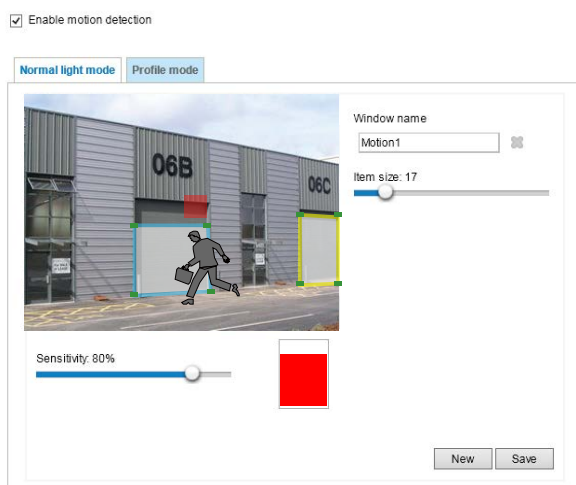 Enable motion detection
Normal light mode
Profile mode
06B
06C
Window name
Motion1
Item size: 17
Sensitivity: 80%
New
Save